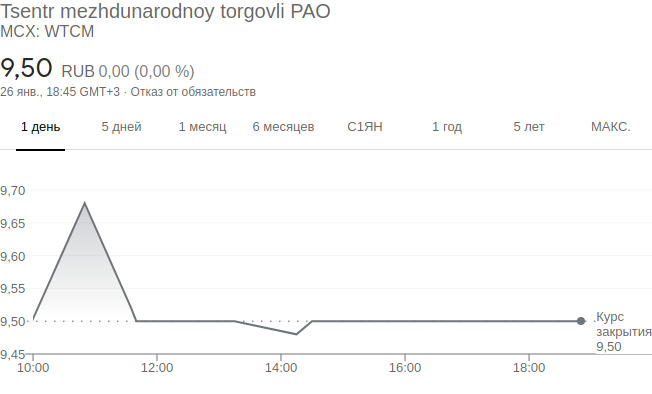 Tsentr mezhdunarodnoy torgovli PAO
MCX: WTCM
9,50 RUB 0,00 (0,00 %)
26 янв., 18:45 GMT+3 · Отказ от обязательств
1 день 5 дней 1 месяц 6 месяцев С1ЯН 1 год 5 лет МАКС.
9,70
9,65
9,60
9,55
9,50
Курс
закрытия
9,50
9,45
10:00 12:00 14:00 16:00 18:00